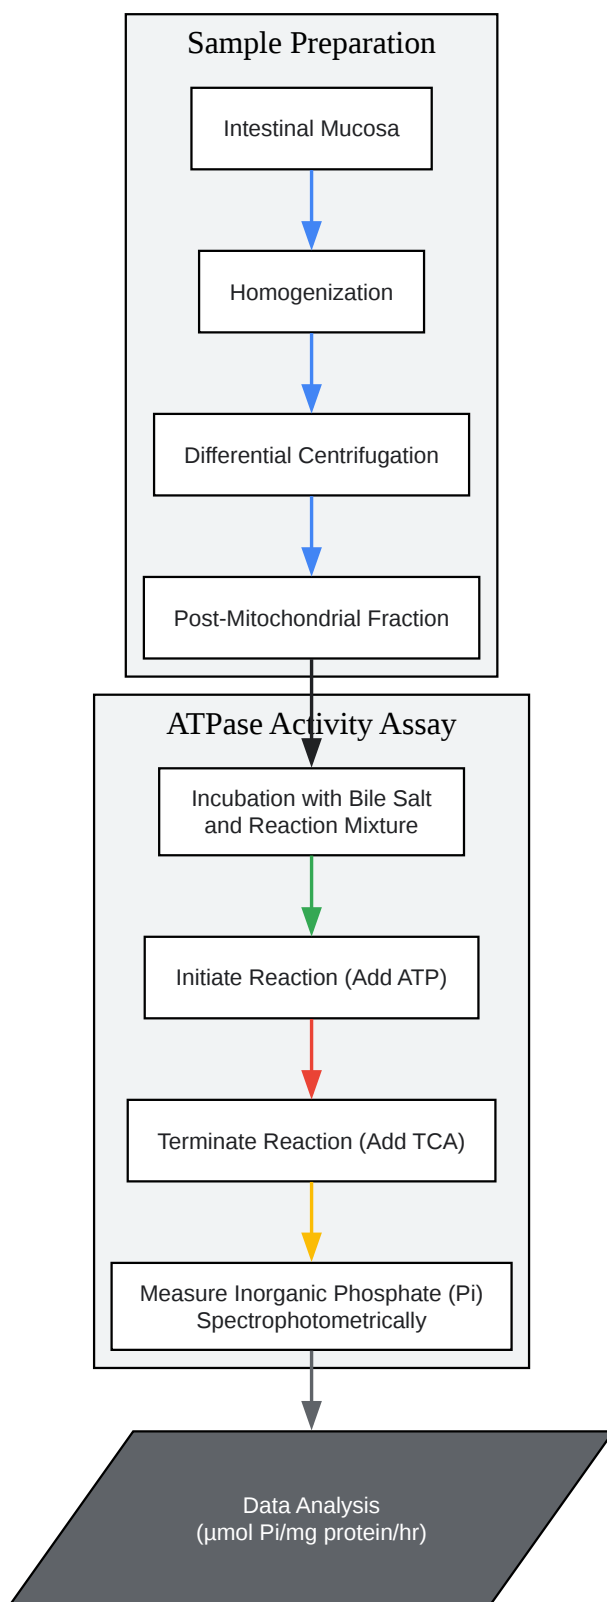 Sample Preparation
Intestinal Mucosa
Homogenization
Differential Centrifugation
Post-Mitochondrial Fraction
ATPase Activity Assay
Incubation with Bile Salt
and Reaction Mixture
Initiate Reaction (Add ATP)
Terminate Reaction (Add TCA)
Measure Inorganic Phosphate (Pi)
Spectrophotometrically
Data Analysis
(µmol Pi/mg protein/hr)